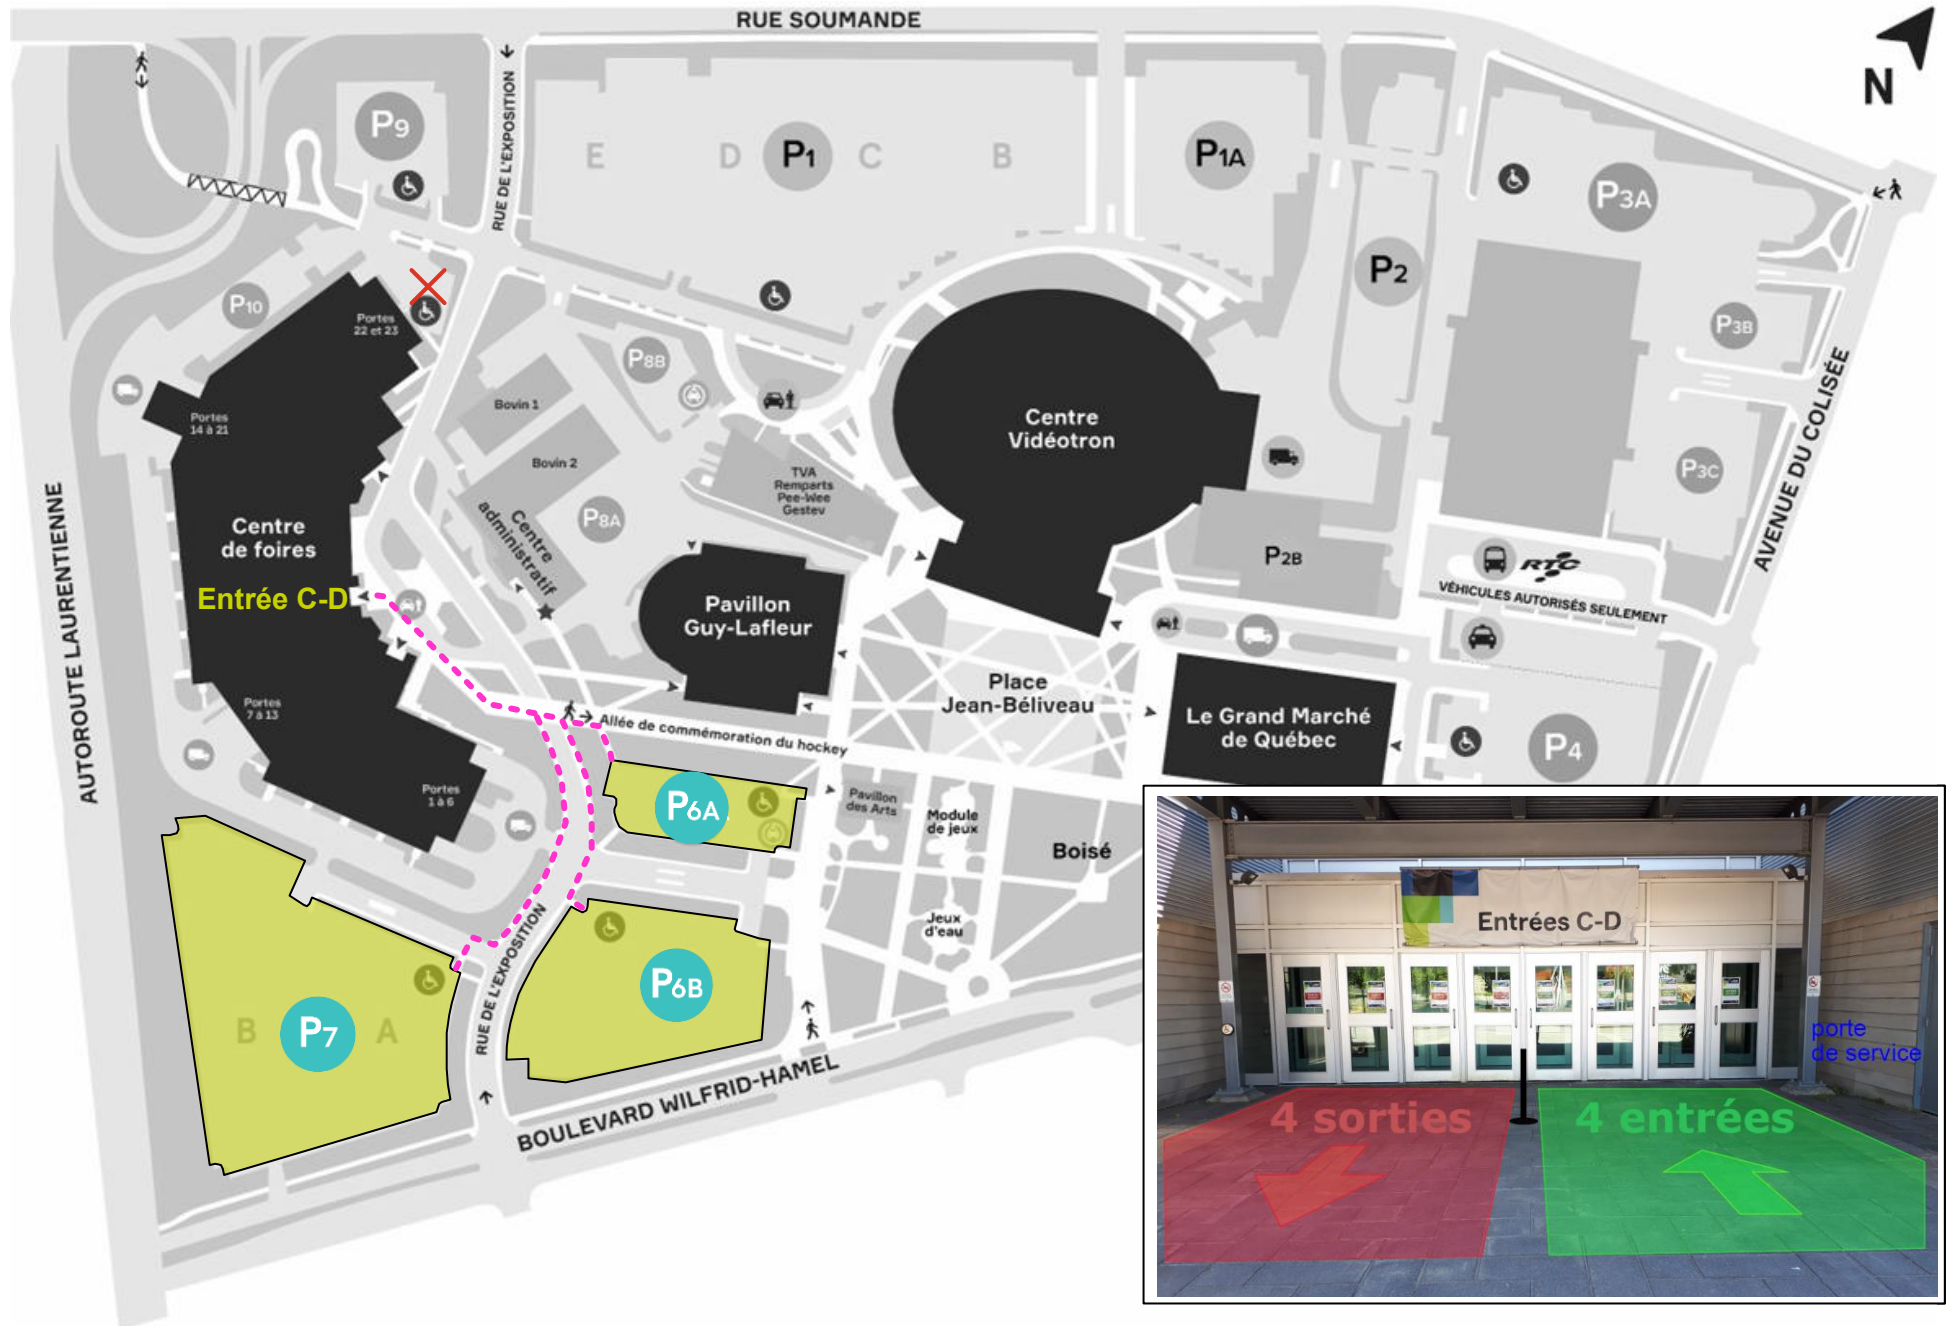 RUE SOUMANDE
N
P9
RUE DE L'EXPOSITION
E
D
P1
C
B
P1A
P2
P3A
P3B
P3C
P10
Portes
22 et 23
Portes
14 à 21
Bovin 1
Bovin 2
P8B
P8A
TVA
Remparts
Pee-Wee
Gestev
Centre
Vidéotron
P2B
RTC
VÉHICULES AUTORISÉS SEULEMENT
AVENUE DU COLISÉE
AUTOROUTE LAURENTIENNE
Centre
de foires
Entrée C-D
Centre
administratif
Pavillon
Guy-Lafleur
Place
Jean-Béliveau
Le Grand Marché
de Québec
P4
Allée de commémoration du hockey
Portes
7 à 13
Portes
1 à 6
P6A
Pavillon
des Arts
Module
de jeux
Boisé
Jeux
d'eau
P6B
B
P7
A
RUE DE L'EXPOSITION
BOULEVARD WILFRID-HAMEL
Entrées C-D
porte
de service
4 sorties
4 entrées